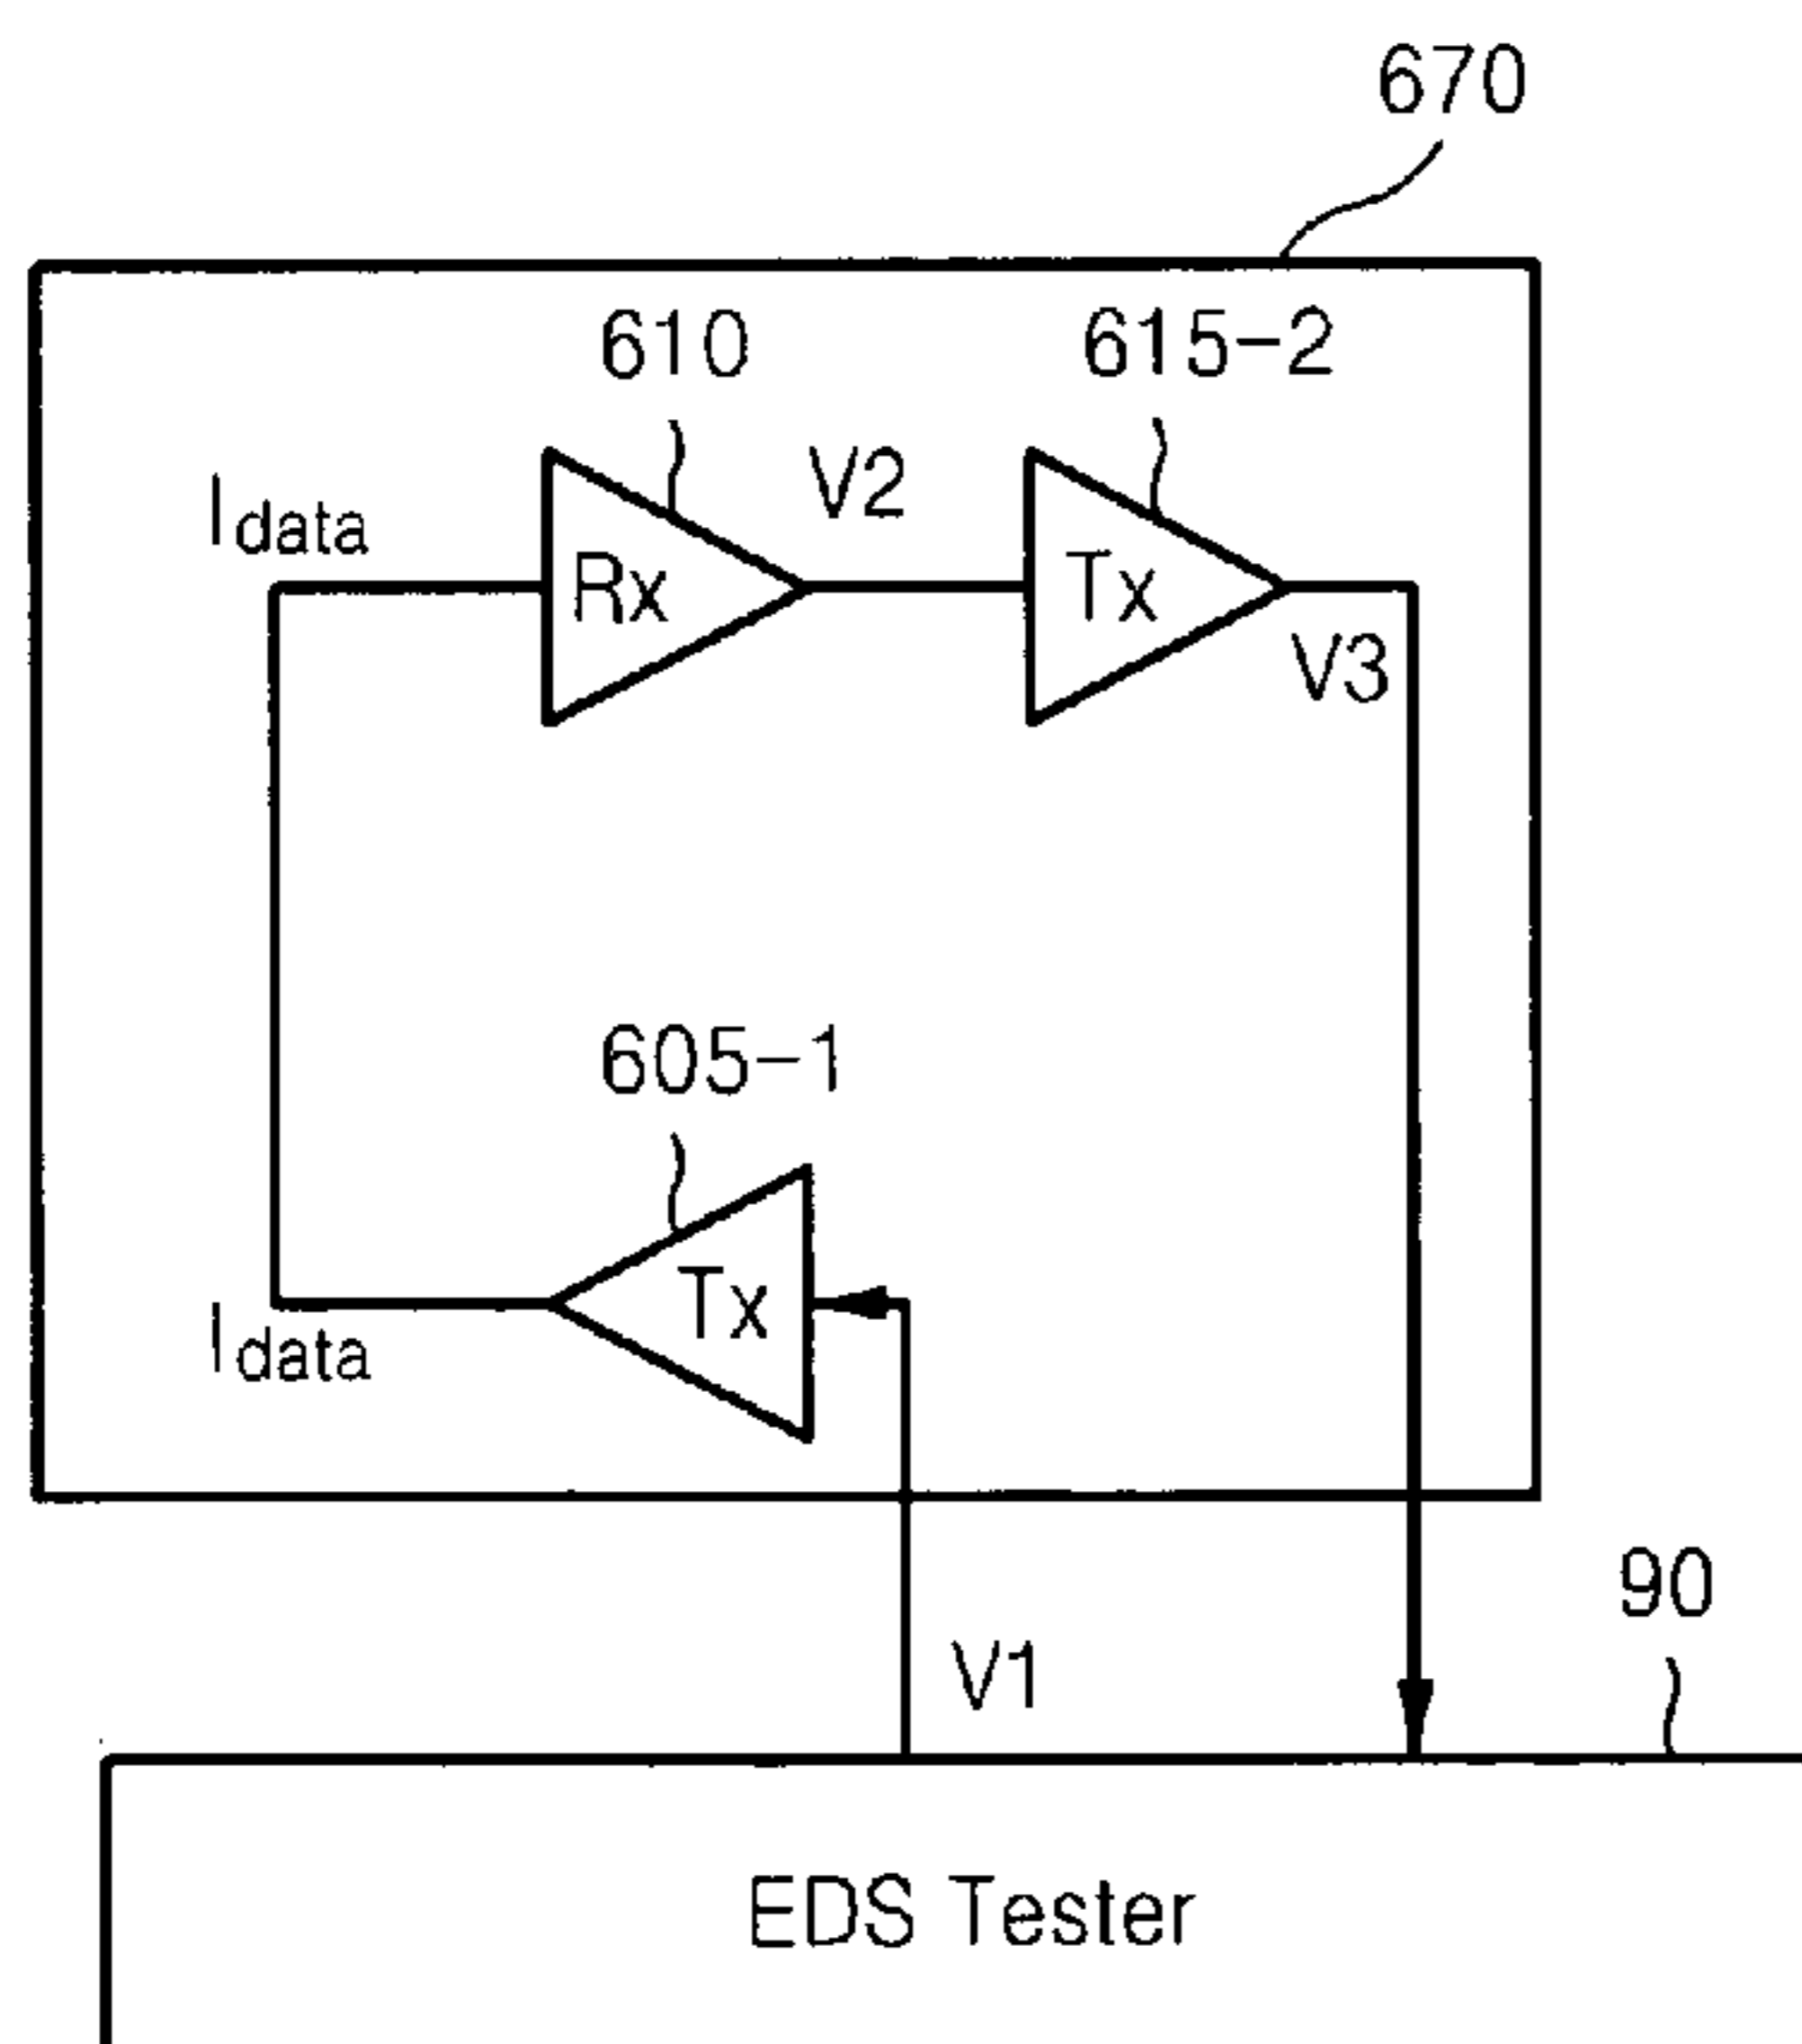 670
610
615-2
Idata
V2
Rx
Tx
V3
605-1
Tx
Idata
90
V1
EDS Tester